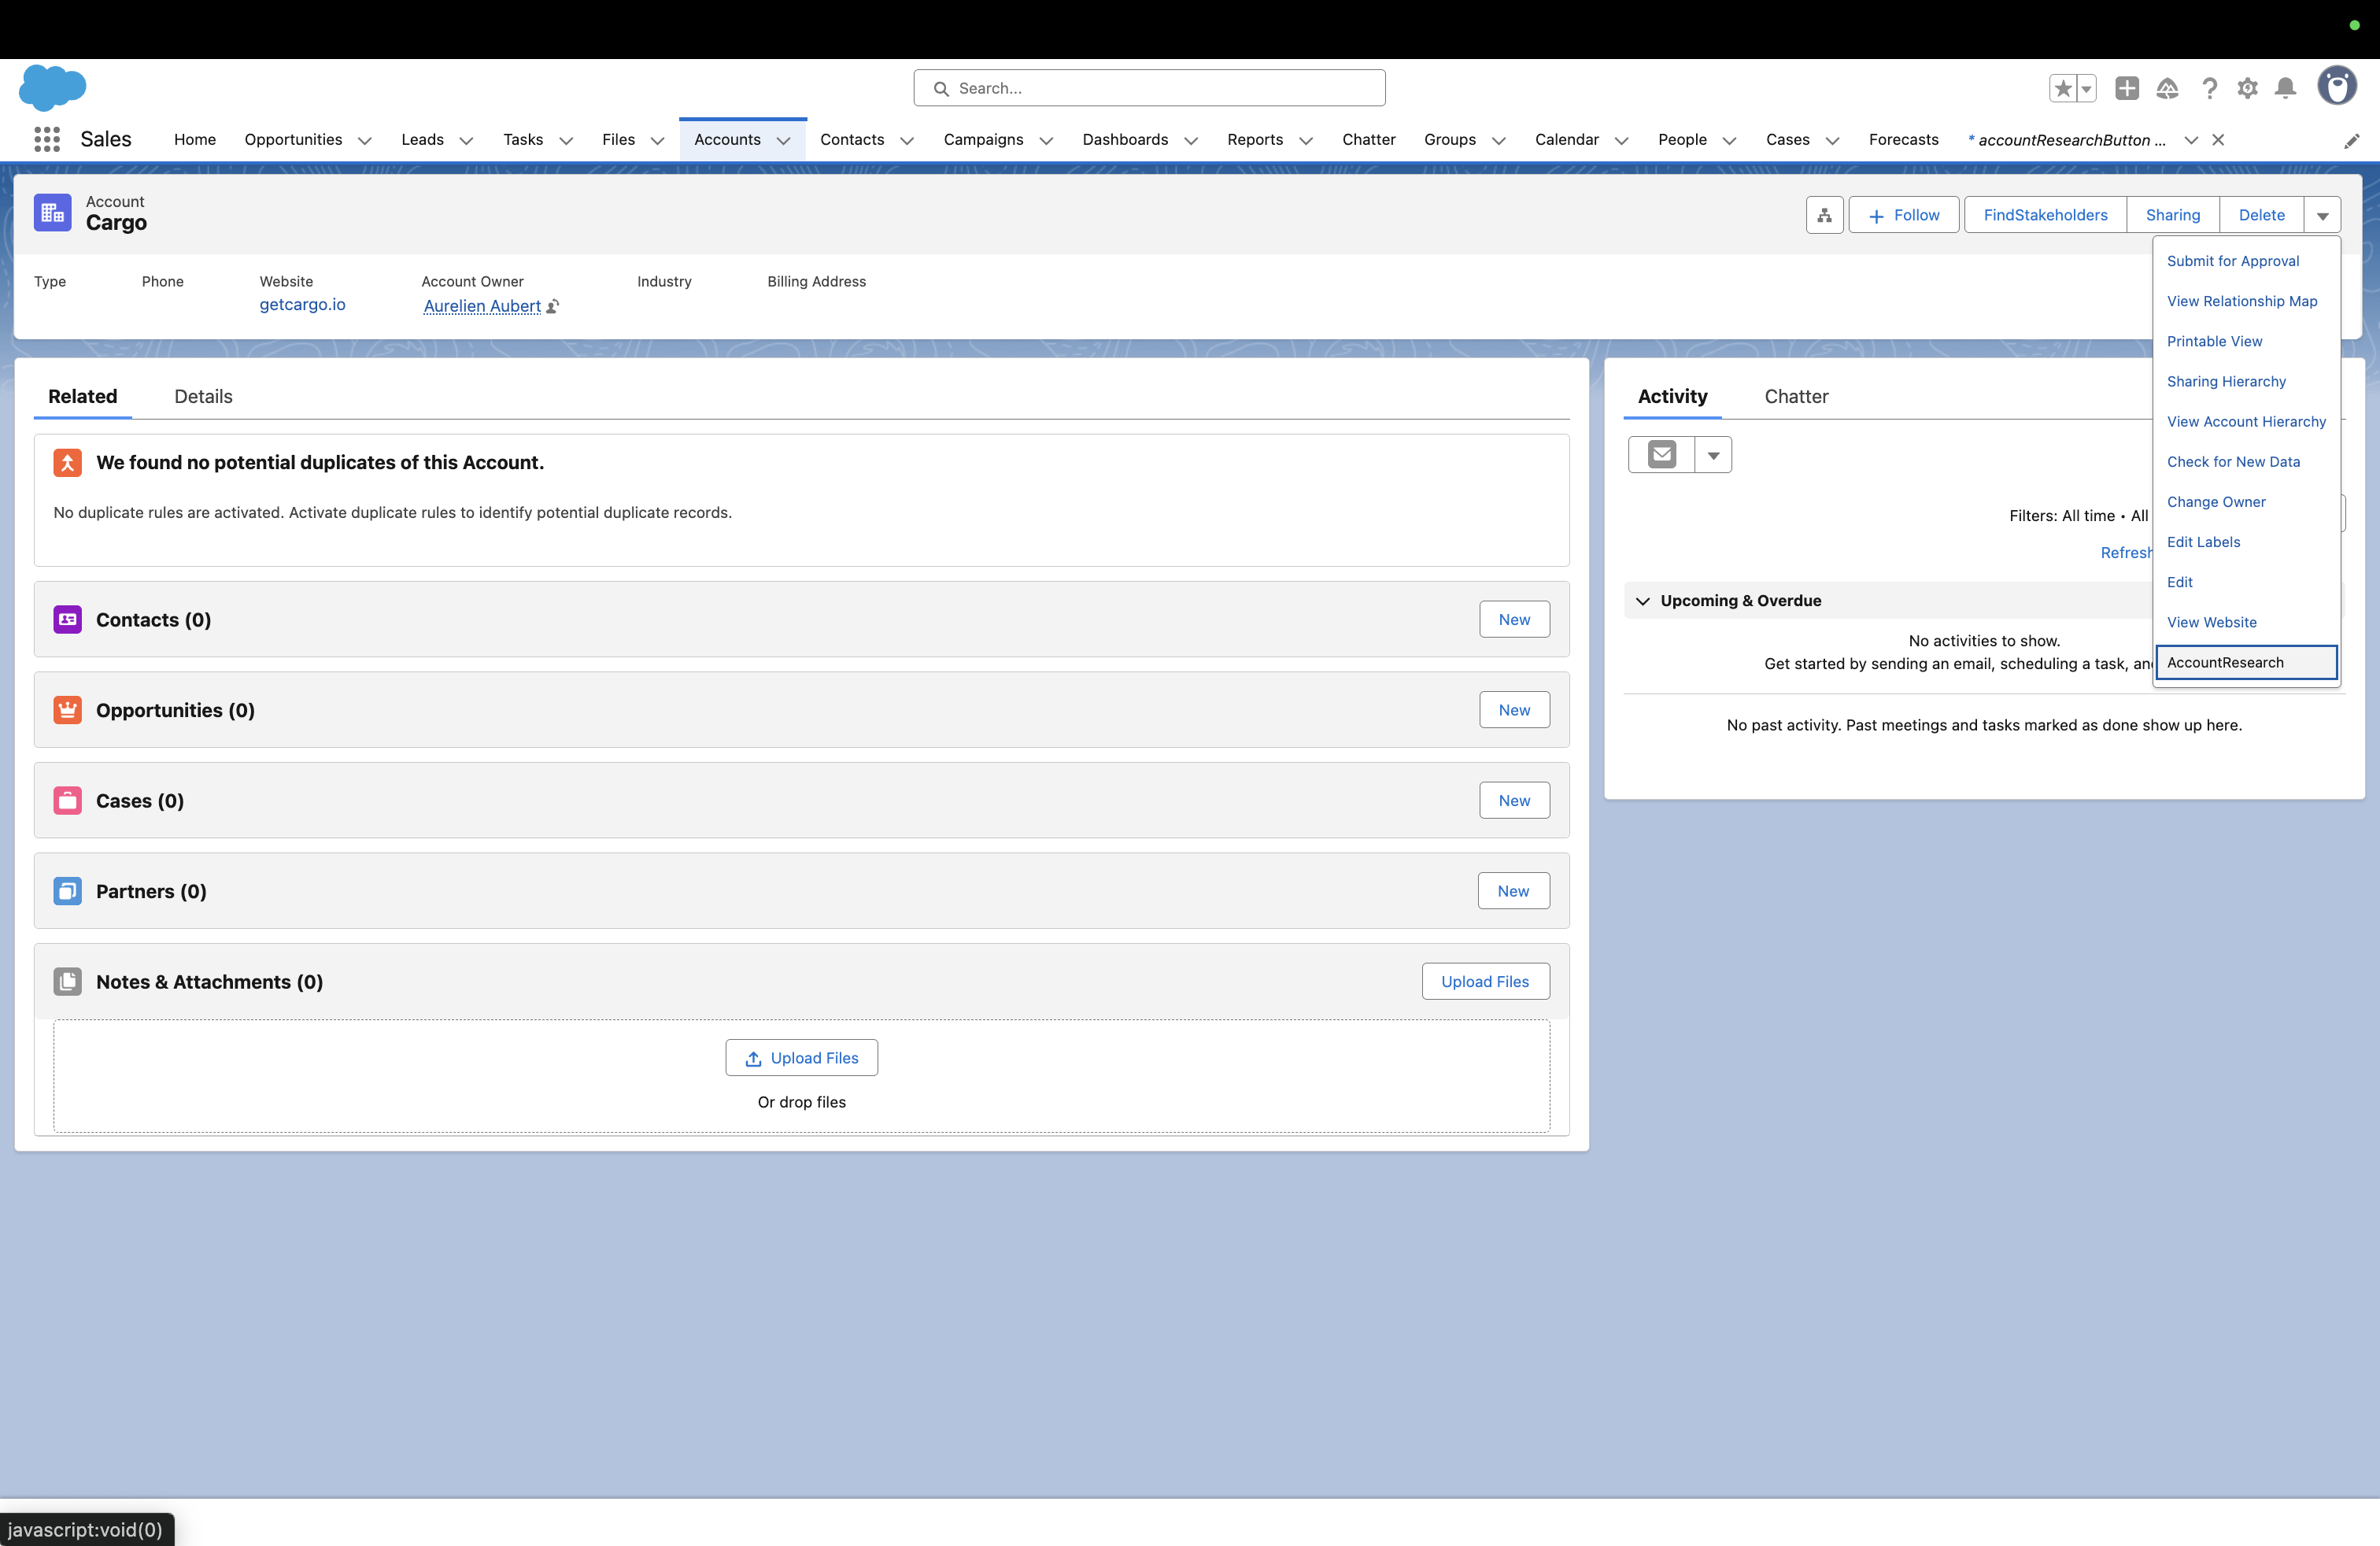 Search...
Sales
Home
Opportunities
Leads
Tasks
Files
Accounts
Contacts
Campaigns
Dashboards
Reports
Chatter
Groups
Calendar
People
Cases
Forecasts
* accountResearchButton ...
Account
Cargo
Follow
FindStakeholders
Sharing
Delete
Type
Phone
Website
Account Owner
Industry
Billing Address
getcargo.io
Aurelien Aubert
Submit for Approval
View Relationship Map
Printable View
Sharing Hierarchy
View Account Hierarchy
Check for New Data
Change Owner
Edit Labels
Edit
View Website
AccountResearch
Related
Details
We found no potential duplicates of this Account.
No duplicate rules are activated. Activate duplicate rules to identify potential duplicate records.
Contacts (0)
New
Opportunities (0)
New
Cases (0)
New
Partners (0)
New
Notes & Attachments (0)
Upload Files
Upload Files
Or drop files
Activity
Chatter
Filters: All time • All
Refresh
Upcoming & Overdue
No activities to show.
Get started by sending an email, scheduling a task, an
No past activity. Past meetings and tasks marked as done show up here.
javascript:void(0)